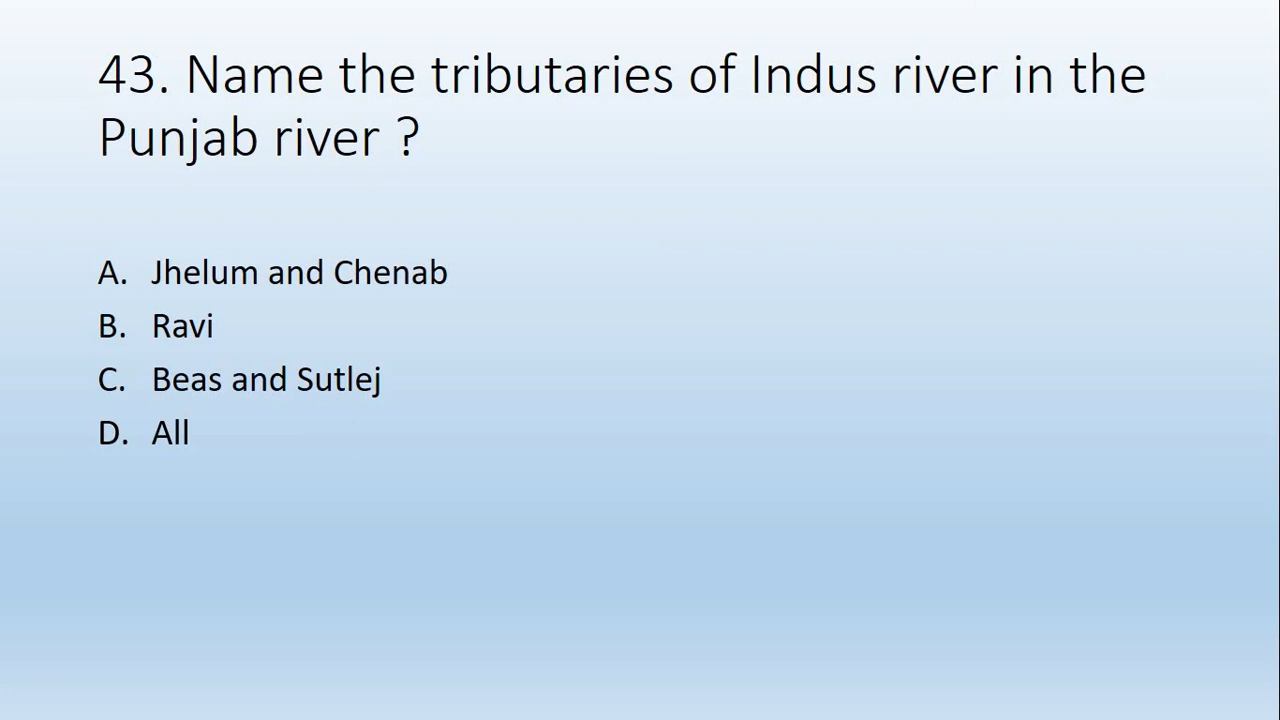 43. Name the tributaries of Indus river in the
Punjab river ?
A. Jhelum and Chenab
B. Ravi
C. Beas and Sutlej
D. All